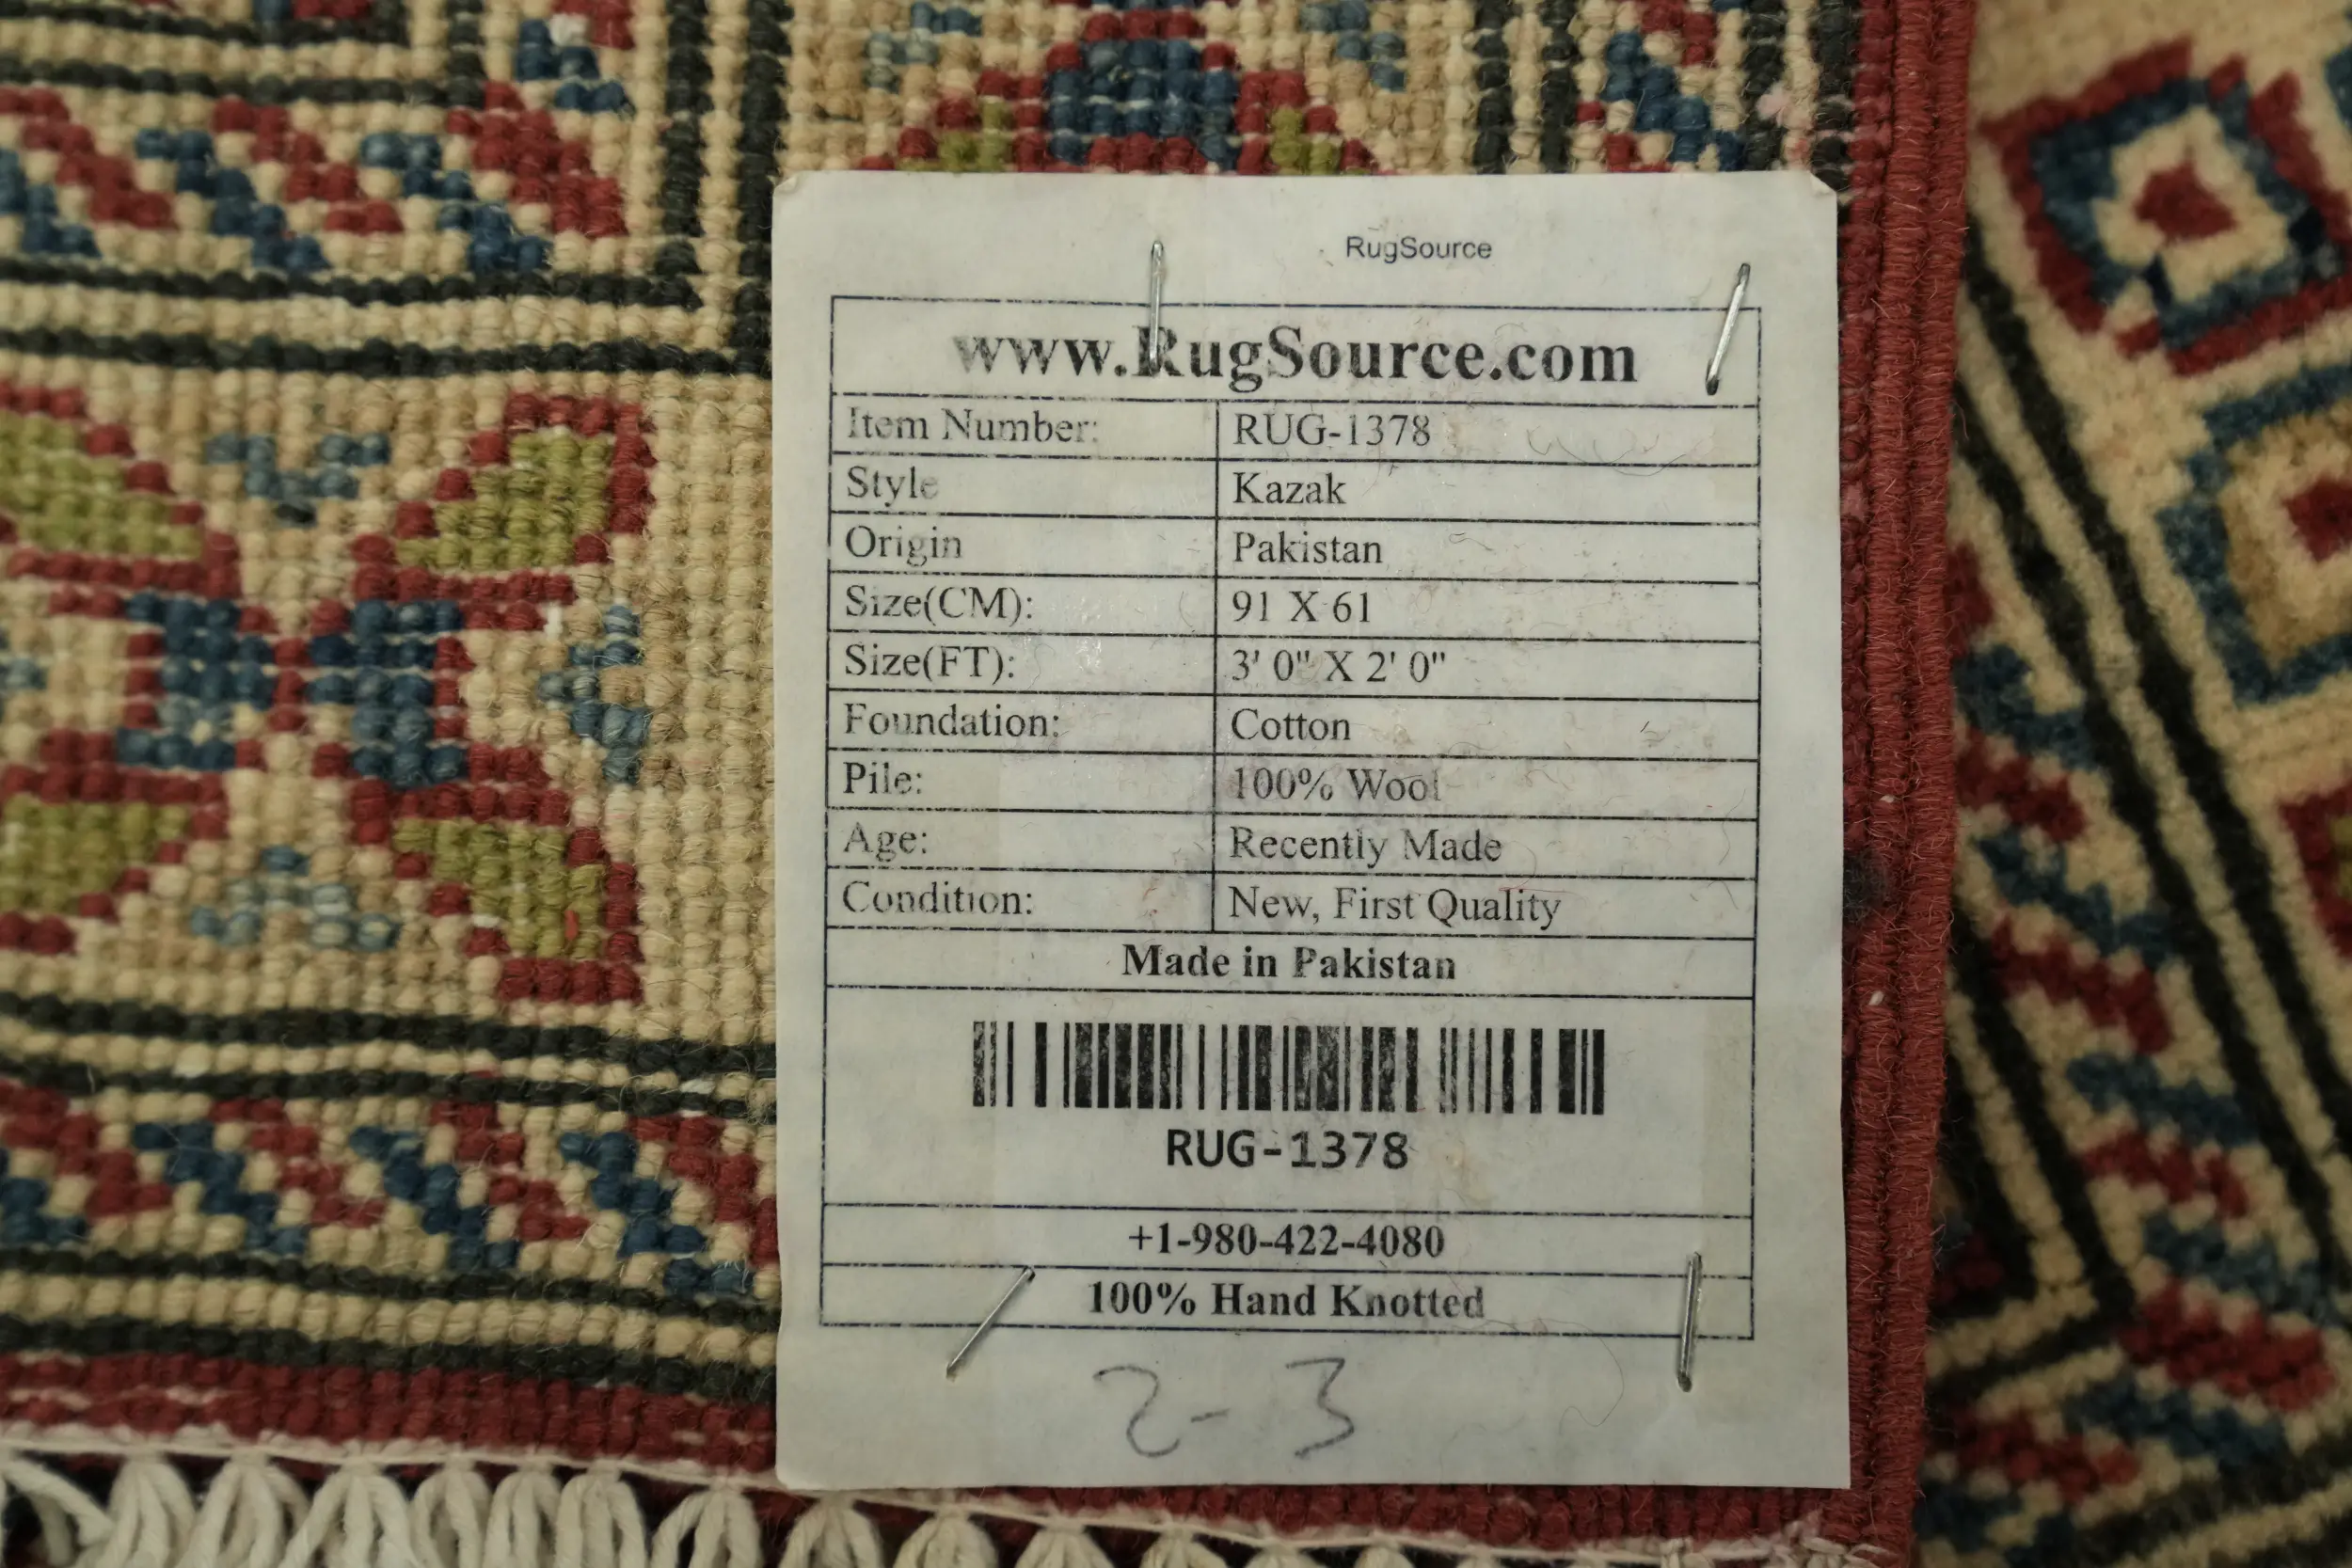 RugSource
www.RugSource.com
Item Number: RUG-1378
Style Kazak
Origin Pakistan
Size(CM): 91 X 61
Size(FT): 3' 0" X 2' 0"
Foundation: Cotton
Pile: 100% Wool
Age: Recently Made
Condition: New, First Quality
Made in Pakistan
RUG-1378
+1-980-422-4080
100% Hand Knotted
2-3